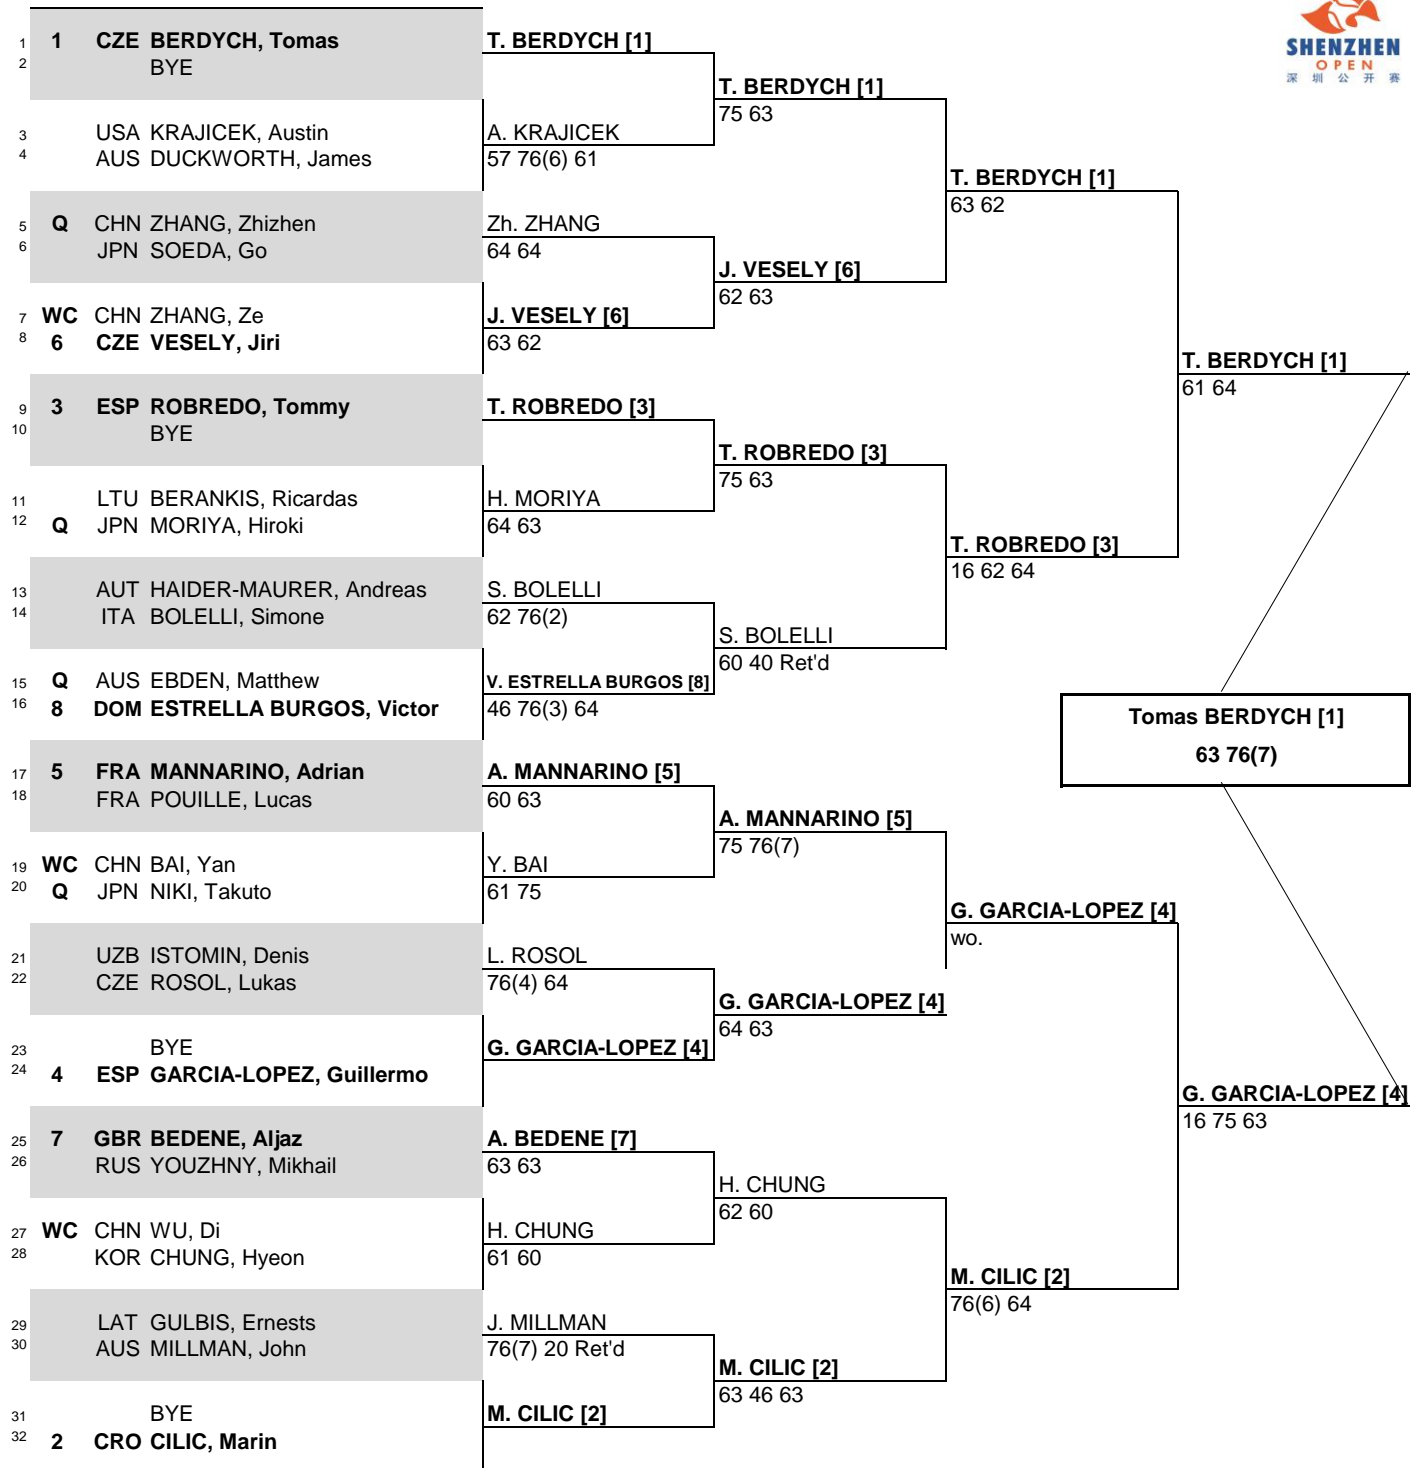 SHENZHEN
OPEN
深 圳 公 开 赛
1 1 CZE BERDYCH, Tomas
2 BYE
3 USA KRAJICEK, Austin
4 AUS DUCKWORTH, James
5 Q CHN ZHANG, Zhizhen
6 JPN SOEDA, Go
7 WC CHN ZHANG, Ze
8 6 CZE VESELY, Jiri
9 3 ESP ROBREDO, Tommy
10 BYE
11 LTU BERANKIS, Ricardas
12 Q JPN MORIYA, Hiroki
13 AUT HAIDER-MAURER, Andreas
14 ITA BOLELLI, Simone
15 Q AUS EBDEN, Matthew
16 8 DOM ESTRELLA BURGOS, Victor
17 5 FRA MANNARINO, Adrian
18 FRA POUILLE, Lucas
19 WC CHN BAI, Yan
20 Q JPN NIKI, Takuto
21 UZB ISTOMIN, Denis
22 CZE ROSOL, Lukas
23 BYE
24 4 ESP GARCIA-LOPEZ, Guillermo
25 7 GBR BEDENE, Aljaz
26 RUS YOUZHNY, Mikhail
27 WC CHN WU, Di
28 KOR CHUNG, Hyeon
29 LAT GULBIS, Ernests
30 AUS MILLMAN, John
31 BYE
32 2 CRO CILIC, Marin
T. BERDYCH [1]
A. KRAJICEK
57 76(6) 61
Zh. ZHANG
64 64
J. VESELY [6]
63 62
T. ROBREDO [3]
H. MORIYA
64 63
S. BOLELLI
62 76(2)
V. ESTRELLA BURGOS [8]
46 76(3) 64
A. MANNARINO [5]
60 63
Y. BAI
61 75
L. ROSOL
76(4) 64
G. GARCIA-LOPEZ [4]
A. BEDENE [7]
63 63
H. CHUNG
61 60
J. MILLMAN
76(7) 20 Ret'd
M. CILIC [2]
T. BERDYCH [1]
75 63
J. VESELY [6]
62 63
T. ROBREDO [3]
75 63
S. BOLELLI
60 40 Ret'd
A. MANNARINO [5]
75 76(7)
G. GARCIA-LOPEZ [4]
64 63
H. CHUNG
62 60
M. CILIC [2]
63 46 63
T. BERDYCH [1]
63 62
T. ROBREDO [3]
16 62 64
G. GARCIA-LOPEZ [4]
wo.
M. CILIC [2]
76(6) 64
T. BERDYCH [1]
61 64
G. GARCIA-LOPEZ [4]
16 75 63
Tomas BERDYCH [1]
63 76(7)